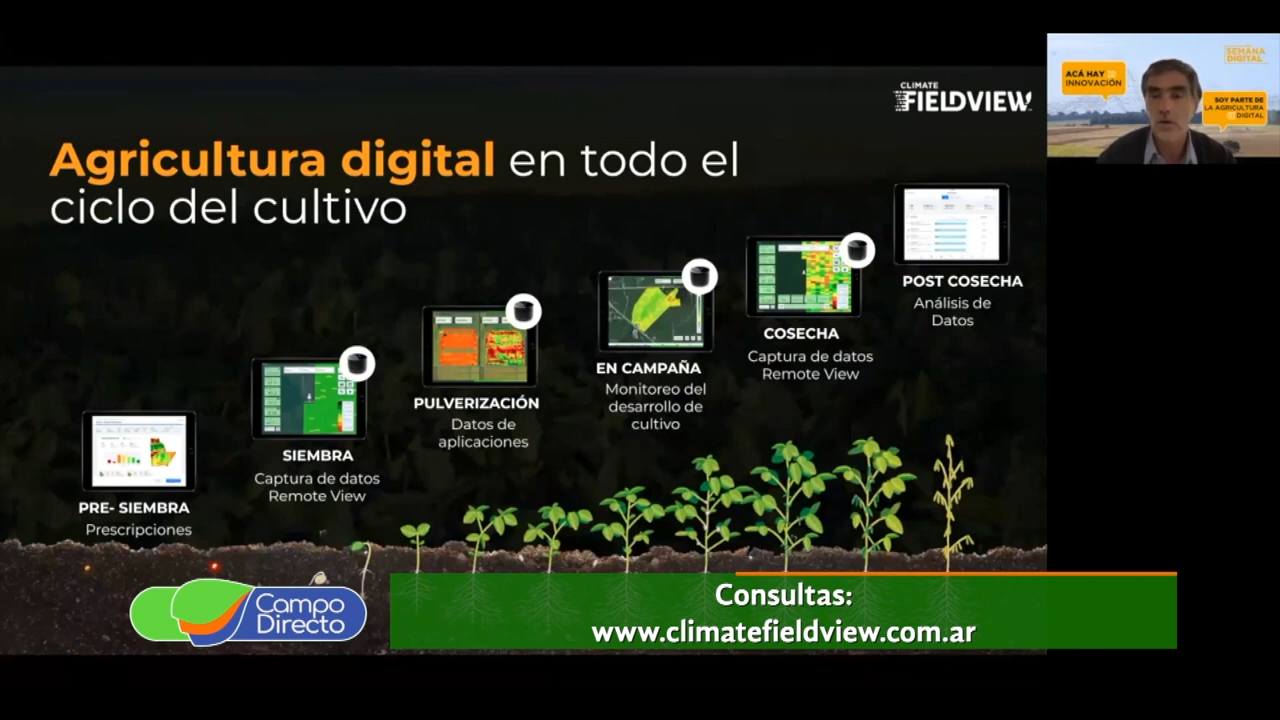 CLIMATE
FIELDVIEW
Agricultura digital en todo el
ciclo del cultivo
PRE- SIEMBRA
Prescripciones
SIEMBRA
Captura de datos
Remote View
PULVERIZACIÓN
Datos de
aplicaciones
EN CAMPAÑA
Monitoreo del
desarrollo de
cultivo
COSECHA
Captura de datos
Remote View
POST COSECHA
Análisis de
Datos
ACÁ HAY
INNOVACIÓN
SEMANA
DIGITAL
SOY PARTE DE
LA AGRICULTURA
DIGITAL
Campo
Directo
Consultas:
www.climatefieldview.com.ar